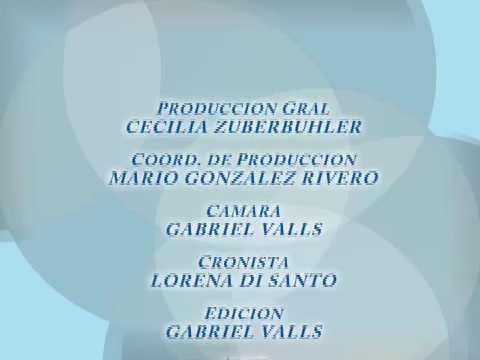 PRODUCCION GRAL
CECILIA ZUBERBUHLER
COORD. DE PRODUCCION
MARIO GONZALEZ RIVERO
CAMARA
GABRIEL VALLS
CRONISTA
LORENA DI SANTO
EDICION
GABRIEL VALLS